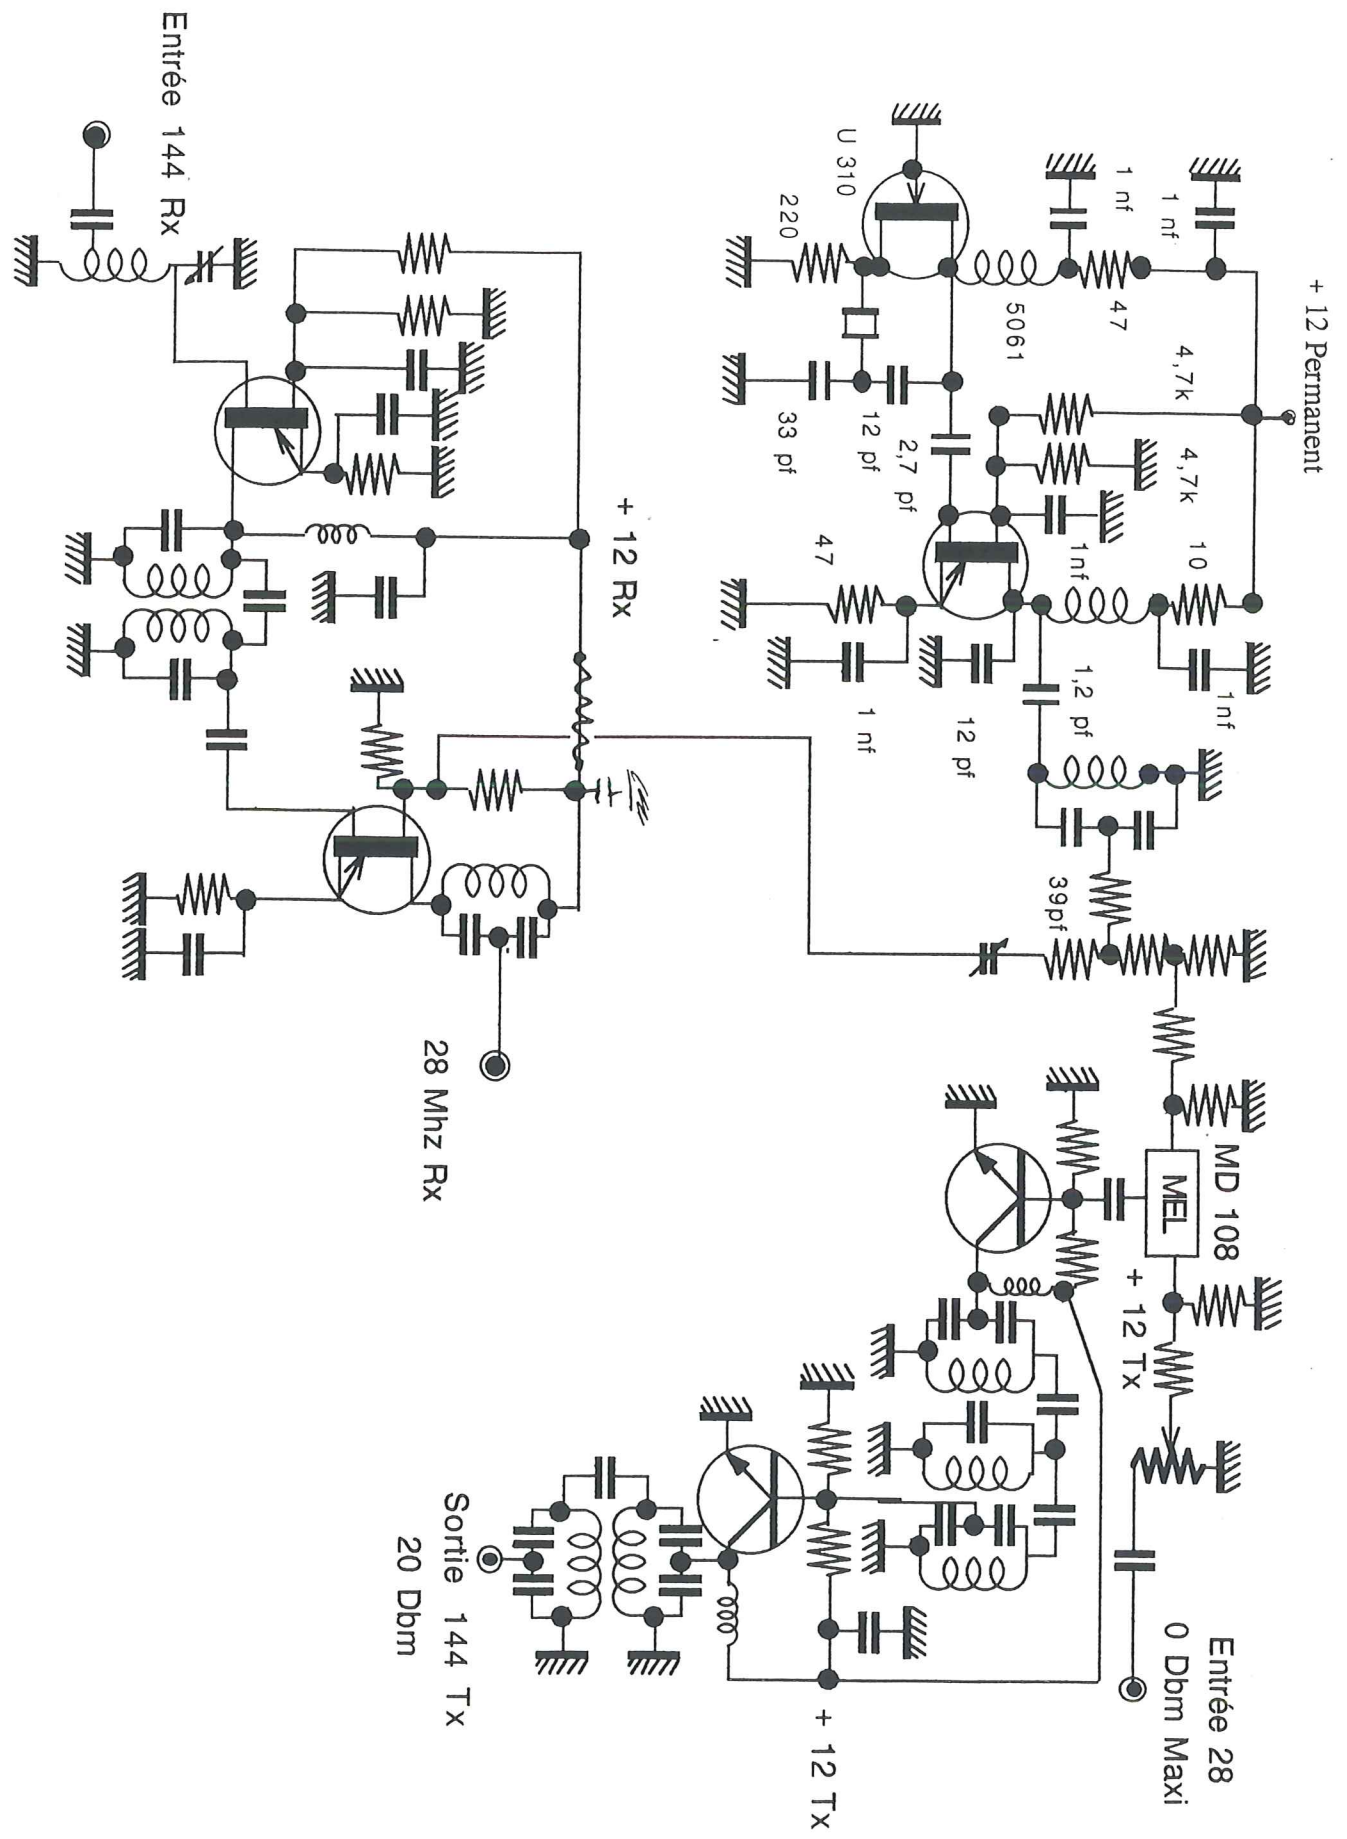 + 12 Permanent
1 nf
1 nf
47
4,7k
4,7k
10
1nf
5061
U 310
220
33 pf
12 pf
2,7 pf
1nf
47
1 nf
12 pf
1,2 pf
39pf
MD 108
MEL
+ 12 Tx
Entrée 28
0 Dbm Maxi
+ 12 Rx
Entrée 144 Rx
28 Mhz Rx
+ 12 Tx
Sortie 144 Tx
20 Dbm